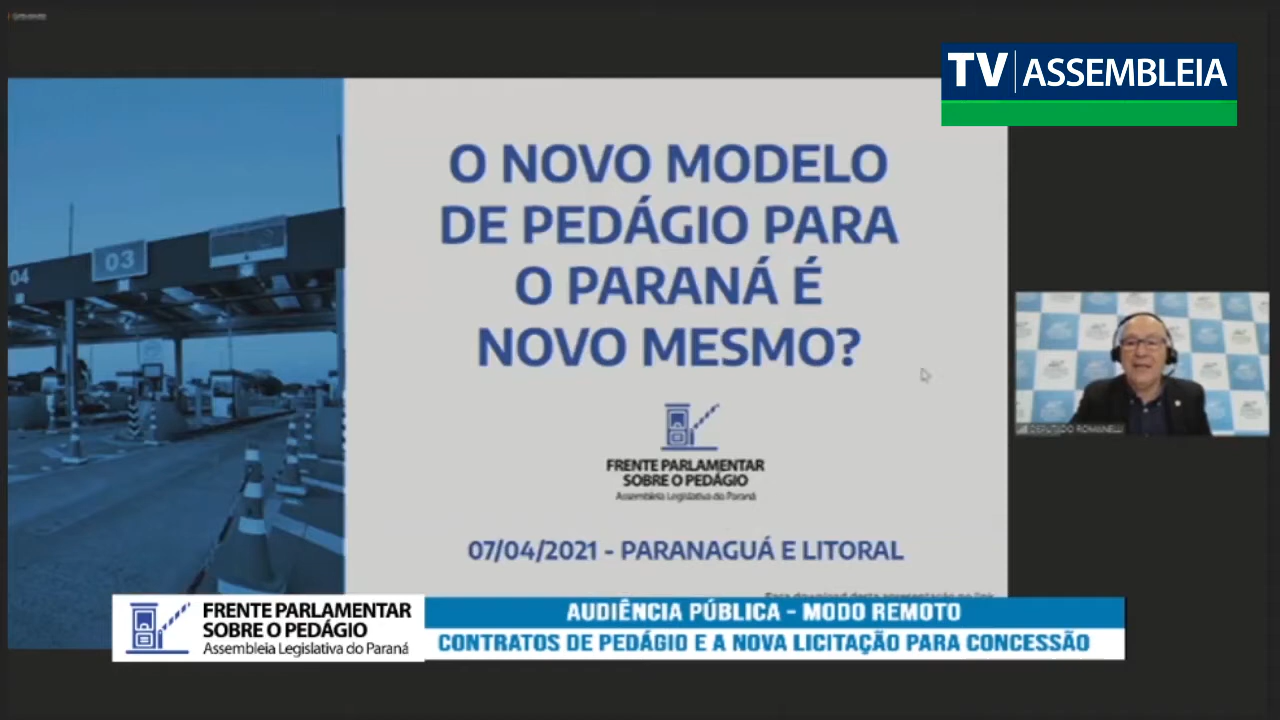 TV ASSEMBLEIA
O NOVO MODELO
DE PEDÁGIO PARA
O PARANÁ É
NOVO MESMO?
04
03
FRENTE PARLAMENTAR
SOBRE O PEDÁGIO
Assembleia Legislativa do Paraná
DEPUTADO ROMANELLI
07/04/2021 - PARANAGUÁ E LITORAL
FRENTE PARLAMENTAR
SOBRE O PEDÁGIO
Assembleia Legislativa do Paraná
AUDIÊNCIA PÚBLICA - MODO REMOTO
CONTRATOS DE PEDÁGIO E A NOVA LICITAÇÃO PARA CONCESSÃO